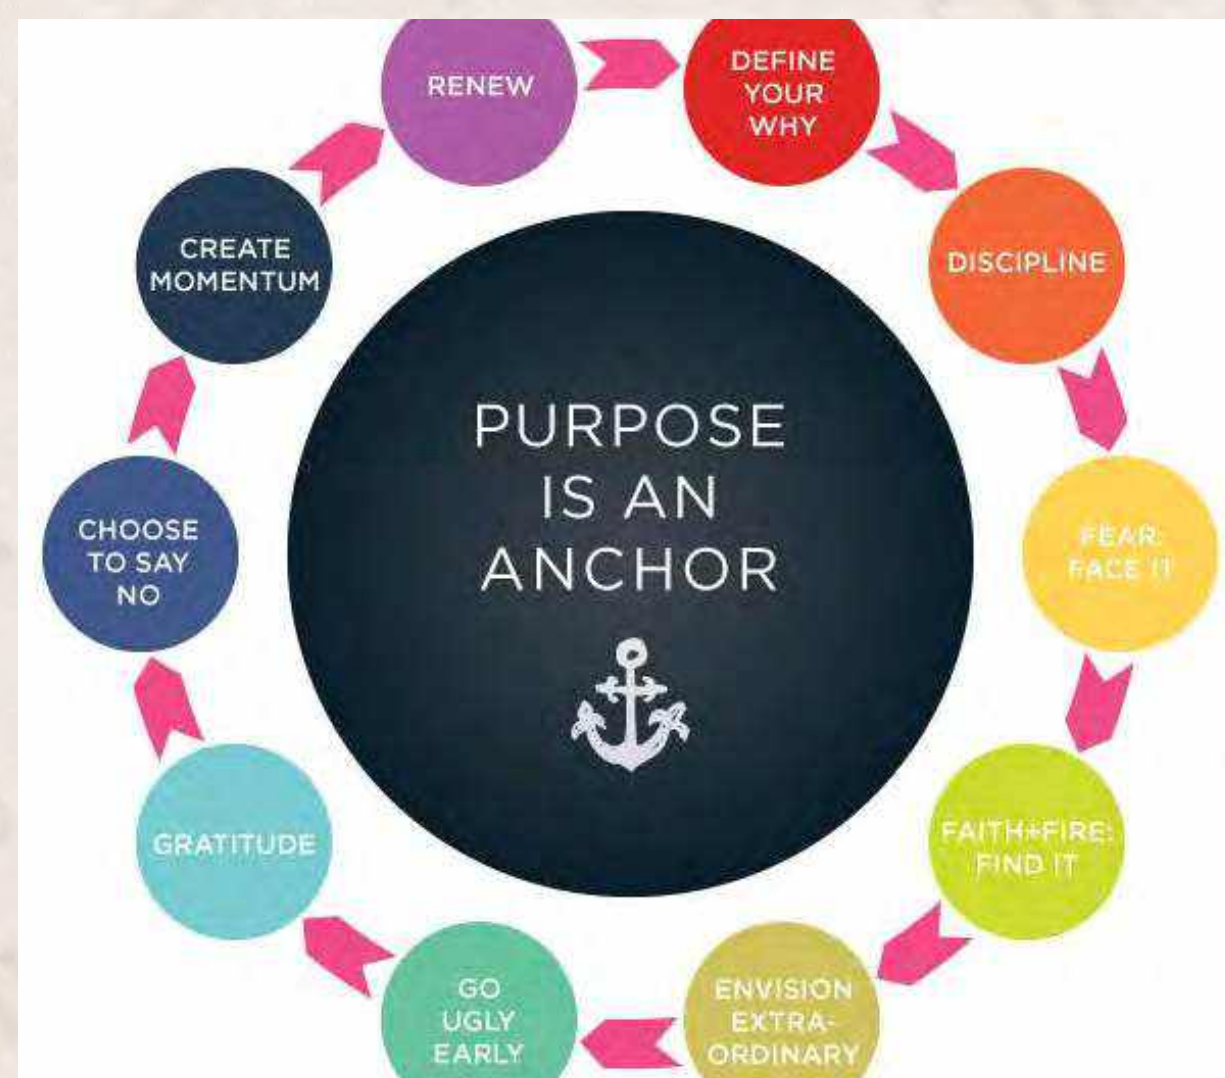 RENEW
DEFINE
YOUR
WHY
DISCIPLINE
FEAR:
FACE IT
FAITH+FIRE:
FIND IT
ENVISION
EXTRA-
ORDINARY
GO
UGLY
EARLY
GRATITUDE
CHOOSE
TO SAY
NO
CREATE
MOMENTUM
PURPOSE
IS AN
ANCHOR